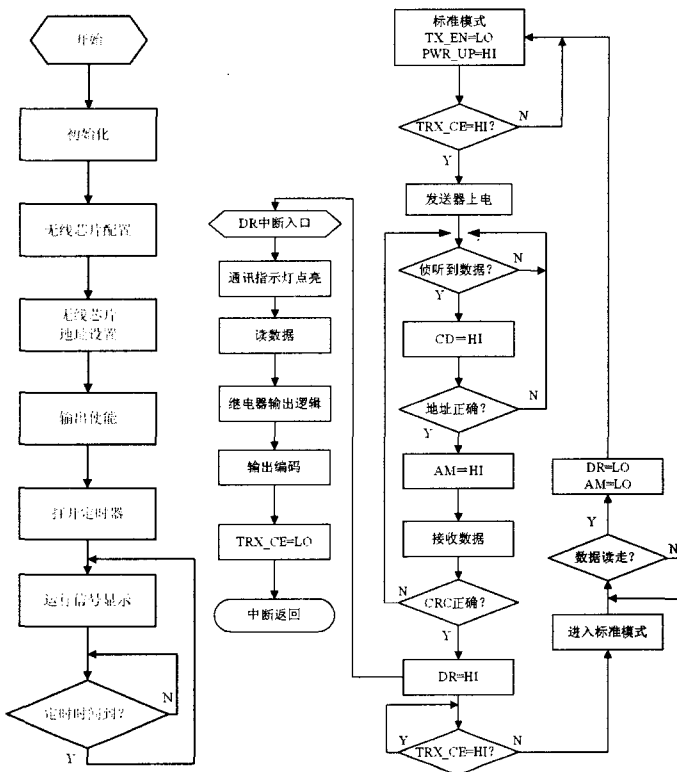 开始
初始化
无线芯片配置
无线芯片
地址设置
输出使能
打开定时器
运行信号显示
定时时间到?
N
Y
DR中断入口
通讯指示灯点亮
读数据
继电器输出逻辑
输出编码
TRX_CE=LO
中断返回
标准模式
TX_EN=LO
PWR_UP=HI
TRX_CE=HI?
N
Y
发送器上电
侦听到数据?
N
Y
CD=HI
地址正确?
N
Y
AM=HI
接收数据
CRC正确?
N
Y
DR=HI
TRX_CE=HI?
Y
N
DR=LO
AM=LO
Y
数据读走?
N
进入标准模式